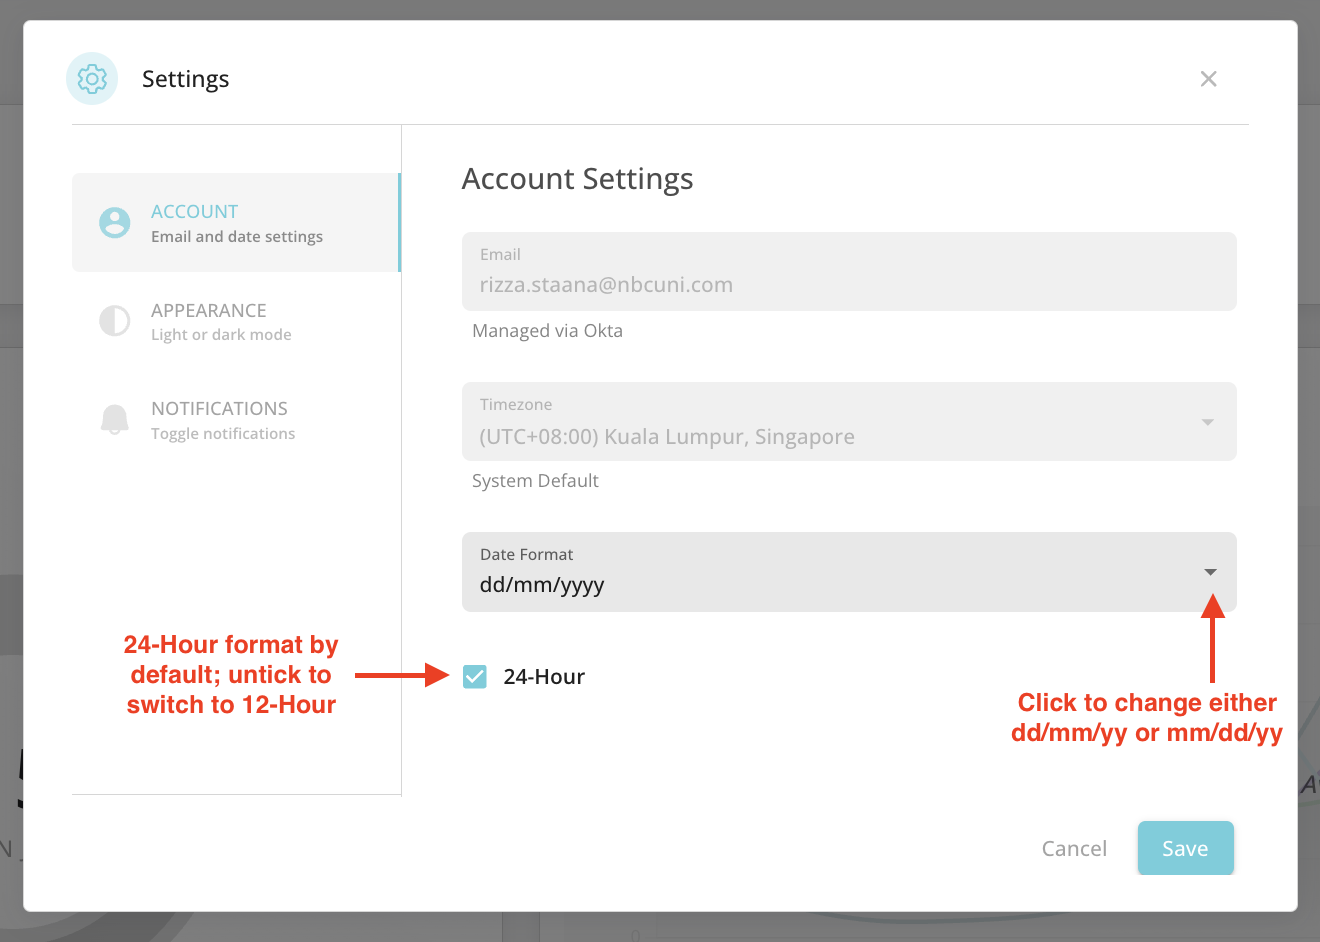 Settings
ACCOUNT
Email and date settings
APPEARANCE
Light or dark mode
NOTIFICATIONS
Toggle notifications
Account Settings
Email
rizza.staana@nbcuni.com
Managed via Okta
Timezone
(UTC+08:00) Kuala Lumpur, Singapore
System Default
Date Format
dd/mm/yyyy
24-Hour format by
default; untick to
switch to 12-Hour
24-Hour
Click to change either
dd/mm/yy or mm/dd/yy
Cancel
Save